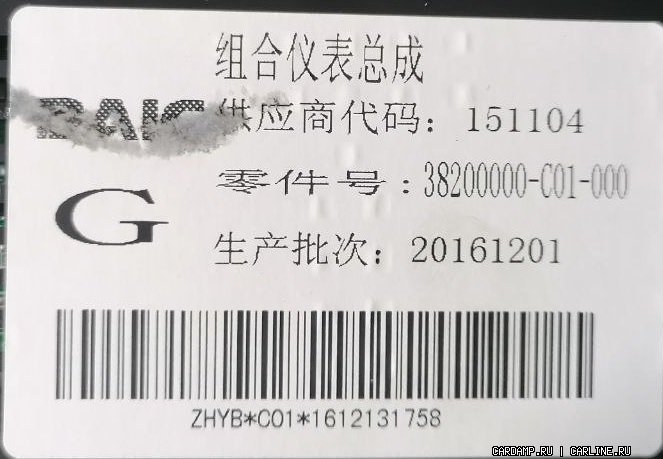 组合仪表总成
BAIC 供应商代码：151104
G
零件号：38200000-C01-000
生产批次：20161201
ZHYB*C01*1612131758
CARDAMP.RU | CARLINE.RU